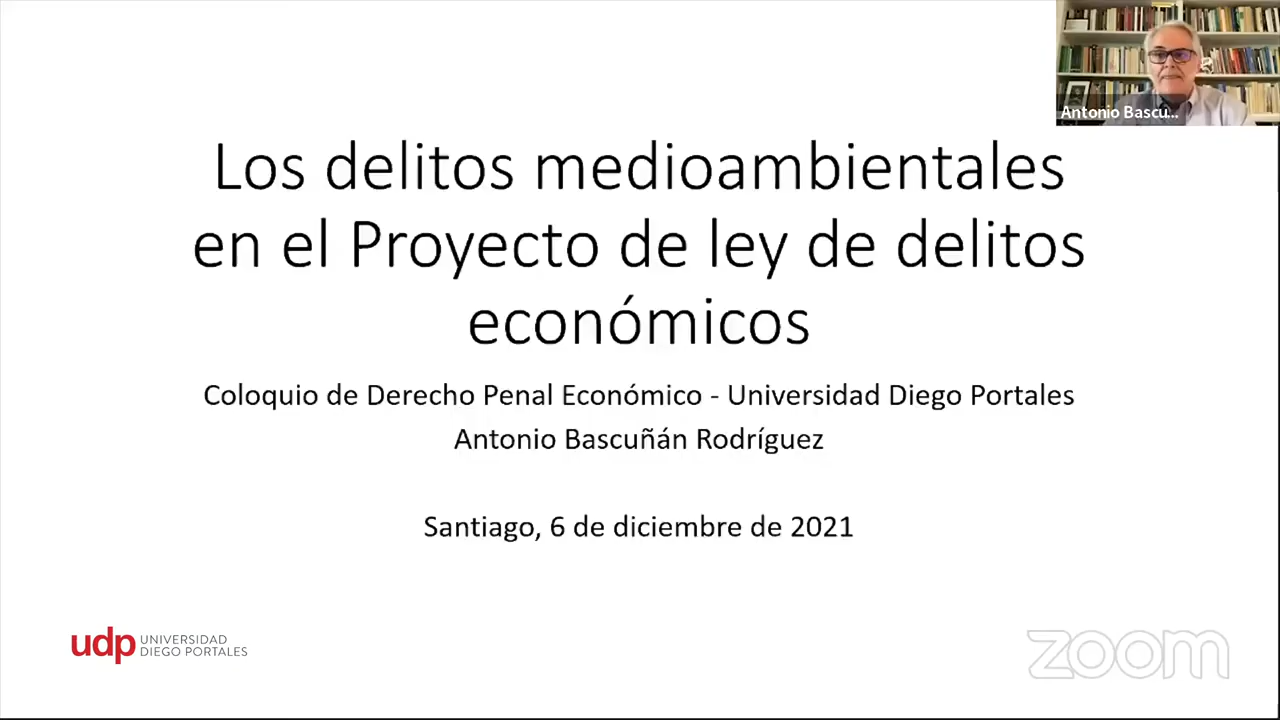 Antonio Bascu...
Los delitos medioambientales
en el Proyecto de ley de delitos
económicos
Coloquio de Derecho Penal Económico - Universidad Diego Portales
Antonio Bascuñán Rodríguez
Santiago, 6 de diciembre de 2021
udp UNIVERSIDAD
DIEGO PORTALES
zoom